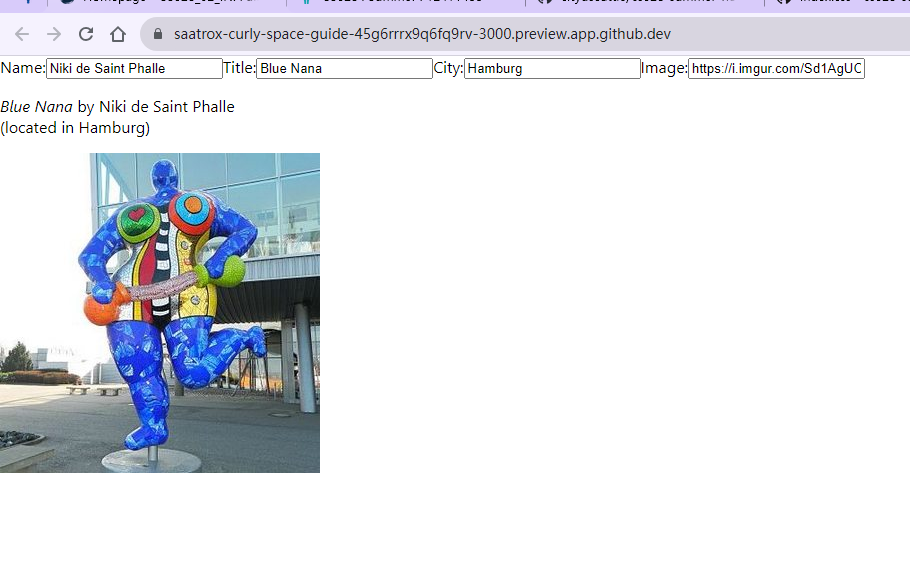 saatrox-curly-space-guide-45g6rrrx9q6fq9rv-3000.preview.app.github.dev
Name: Niki de Saint Phalle Title: Blue Nana City: Hamburg Image: https://i.imgur.com/Sd1AgUO
Blue Nana by Niki de Saint Phalle
(located in Hamburg)